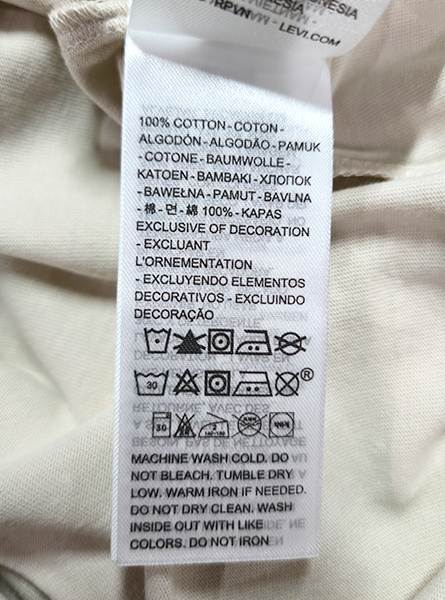 LEVI.COM
100% COTTON - COTON -
ALGODÓN - ALGODÃO - PAMUK
- COTONE - BAUMWOLLE -
KATOEN - BAMBAKI - ХЛОПОК
- BAWEŁNA - PAMUT - BAVLNA
- 棉 - 면 - 綿 100% - KAPAS
EXCLUSIVE OF DECORATION
- EXCLUANT
L'ORNEMENTATION
- EXCLUYENDO ELEMENTOS
DECORATIVOS - EXCLUINDO
DECORAÇÃO
30 ®
30
MACHINE WASH COLD. DO
NOT BLEACH. TUMBLE DRY
LOW. WARM IRON IF NEEDED.
DO NOT DRY CLEAN. WASH
INSIDE OUT WITH LIKE
COLORS. DO NOT IRON